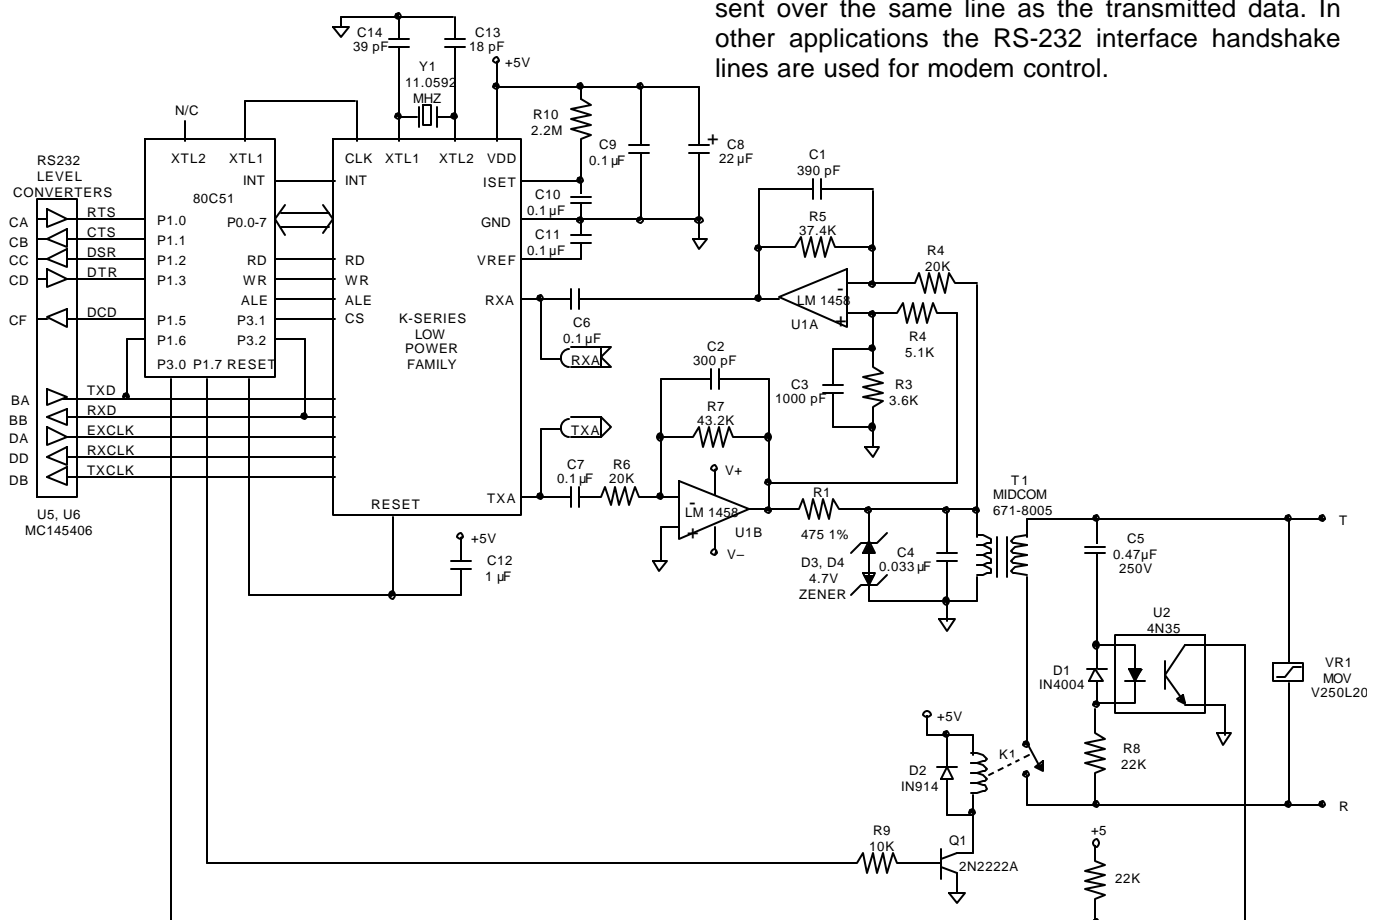 sent over the same line as the transmitted data. In
other applications the RS-232 interface handshake
lines are used for modem control.
C14
39 pF
C13
18 pF
Y1
11.0592
MHZ
+5V
N/C
R10
2.2M
C9
0.1 µF
C8
22 µF
+
RS232
LEVEL
CONVERTERS
XTL2
XTL1
INT
80C51
P1.0
P0.0-7
P1.1
P1.2
RD
P1.3
WR
ALE
P1.5
P3.1
P1.6
P3.2
P3.0
P1.7
RESET
CLK
XTL1
XTL2
VDD
INT
ISET
GND
RD
VREF
WR
ALE
RXA
CS
K-SERIES
LOW
POWER
FAMILY
TXA
RESET
C10
0.1 µF
C11
0.1 µF
CA
RTS
CB
CTS
CC
DSR
CD
DTR
CF
DCD
BA
TXD
BB
RXD
DA
EXCLK
DD
RXCLK
DB
TXCLK
U5, U6
MC145406
C1
390 pF
R5
37.4K
R4
20K
-
LM 1458
+
U1A
R4
5.1K
C6
0.1 µF
RXA
C3
1000 pF
R3
3.6K
C2
300 pF
R7
43.2K
TXA
C7
0.1 µF
R6
20K
V+
-
LM 1458
+
U1B
V–
R1
475 1%
D3, D4
4.7V
ZENER
C4
0.033 µF
T1
MIDCOM
671-8005
T
C5
0.47µF
250V
+5V
C12
1 µF
U2
4N35
D1
IN4004
VR1
MOV
V250L20
+5V
D2
IN914
K1
R8
22K
R
R9
10K
Q1
2N2222A
+5
22K